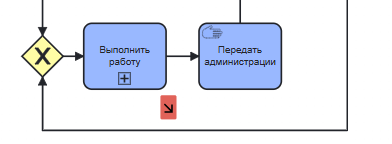 Выполнить
работу
Передать
администрации